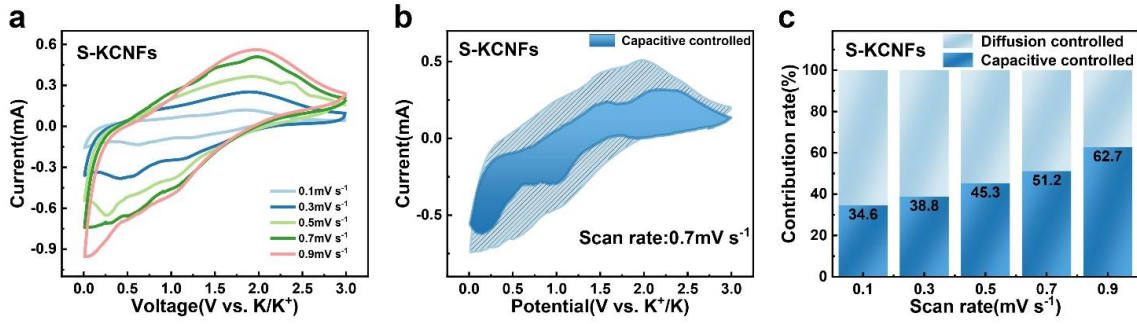 a
S-KCNFs
Current(mA)
0.6
0.3
0.0
-0.3
-0.6
-0.9
0.1mV s⁻¹
0.3mV s⁻¹
0.5mV s⁻¹
0.7mV s⁻¹
0.9mV s⁻¹
0.0 0.5 1.0 1.5 2.0 2.5 3.0
Voltage(V vs. K/K⁺)
b
S-KCNFs
Capacitive controlled
Current(mA)
0.5
0.0
-0.5
Scan rate:0.7mV s⁻¹
0.0 0.5 1.0 1.5 2.0 2.5 3.0
Potential(V vs. K⁺/K)
c
S-KCNFs
Diffusion controlled
Capacitive controlled
Contribution rate(%)
100
80
60
40
20
0
34.6
38.8
45.3
51.2
62.7
0.1 0.3 0.5 0.7 0.9
Scan rate(mV s⁻¹)